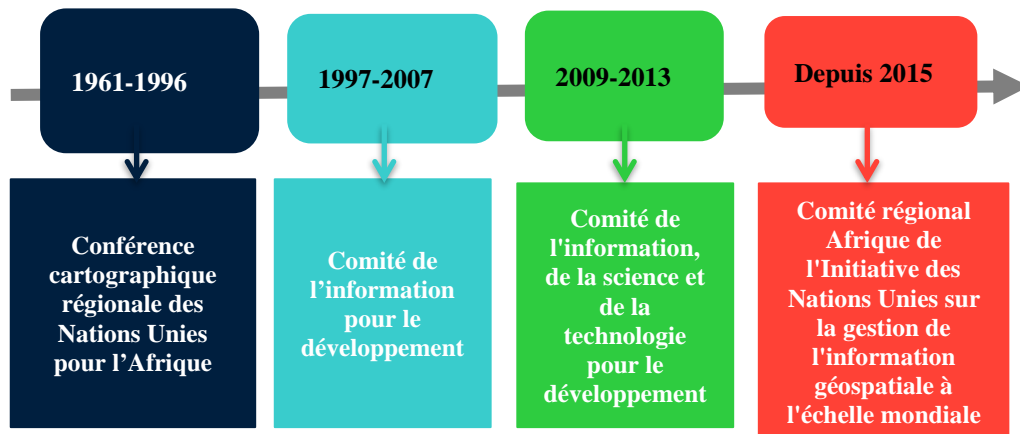 1961-1996
1997-2007
2009-2013
Depuis 2015
Conférence
cartographique
régionale des
Nations Unies
pour l’Afrique
Comité de
l’information
pour le
développement
Comité de
l'information,
de la science et
de la
technologie
pour le
développement
Comité régional
Afrique de
l'Initiative des
Nations Unies sur
la gestion de
l'information
géospatiale à
l'échelle mondiale